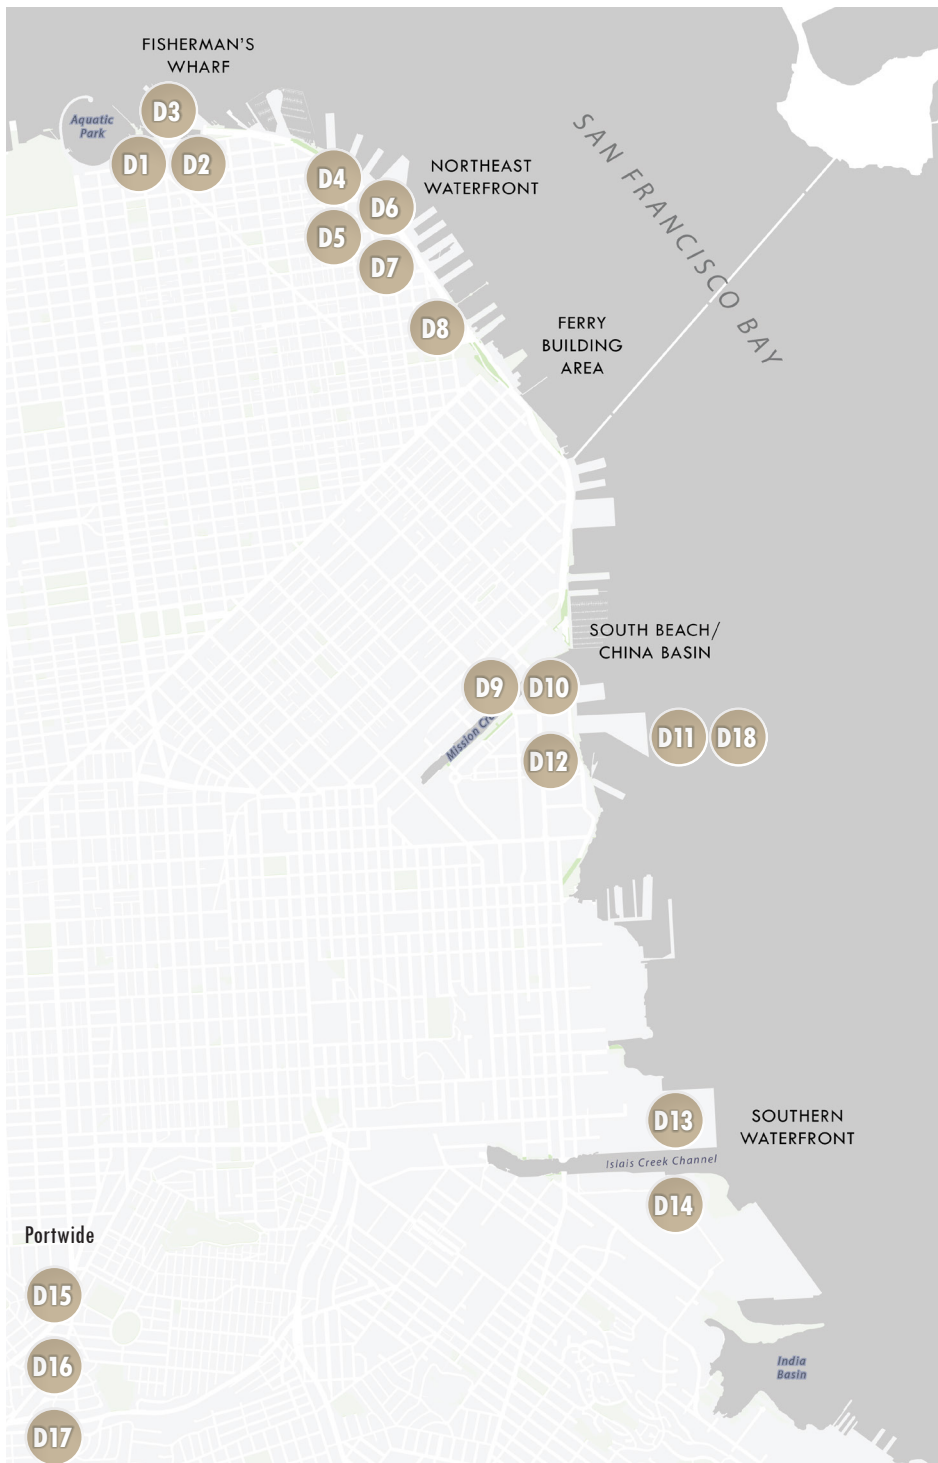 FISHERMAN'S
WHARF
D3
Aquatic
Park
D1
D2
D4
NORTHEAST
WATERFRONT
D6
D5
D7
SAN FRANCISCO BAY
D8
FERRY
BUILDING
AREA
SOUTH BEACH/
CHINA BASIN
D9
D10
Mission
D11
D18
D12
D13
SOUTHERN
WATERFRONT
Islais Creek Channel
D14
Portwide
D15
D16
D17
India
Basin